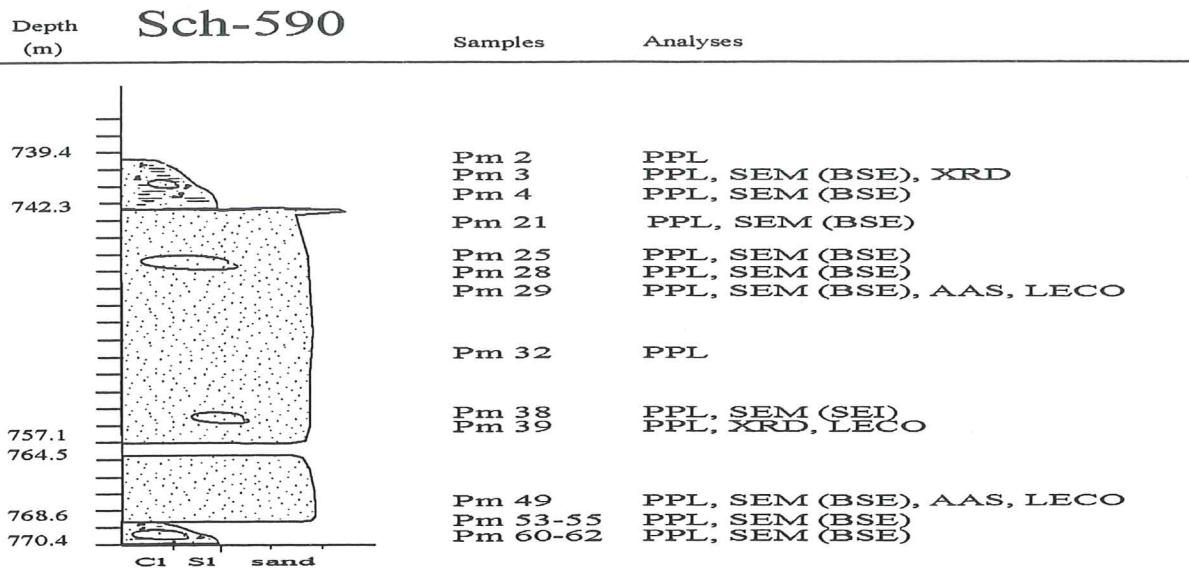 Depth (m) Sch-590 Samples Analyses
739.4
Pm 2 PPL
Pm 3 PPL, SEM (BSE), XRD
Pm 4 PPL, SEM (BSE)
742.3
Pm 21 PPL, SEM (BSE)
Pm 25 PPL, SEM (BSE)
Pm 28 PPL, SEM (BSE)
Pm 29 PPL, SEM (BSE), AAS, LECO
Pm 32 PPL
Pm 38 PPL, SEM (SEI)
Pm 39 PPL, XRD, LECO
757.1
764.5
Pm 49 PPL, SEM (BSE), AAS, LECO
768.6 Pm 53-55 PPL, SEM (BSE)
770.4 Pm 60-62 PPL, SEM (BSE)
C1 S1 sand